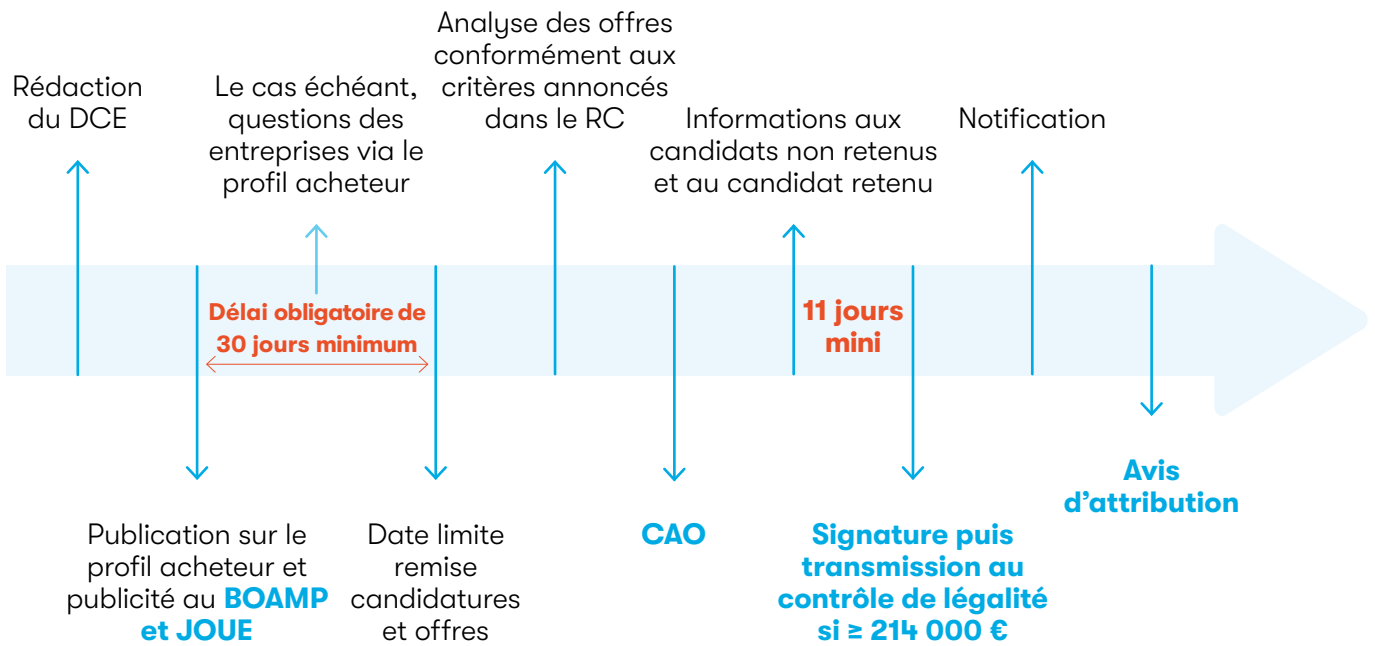 Rédaction
du DCE
Le cas échéant,
questions des
entreprises via le
profil acheteur
Analyse des offres
conformément aux
critères annoncés
dans le RC
Informations aux
candidats non retenus
et au candidat retenu
Notification
Délai obligatoire de
30 jours minimum
11 jours
mini
Publication sur le
profil acheteur et
publicité au BOAMP
et JOUE
Date limite
remise
candidatures
et offres
CAO
Signature puis
transmission au
contrôle de légalité
si ≥ 214 000 €
Avis
d’attribution